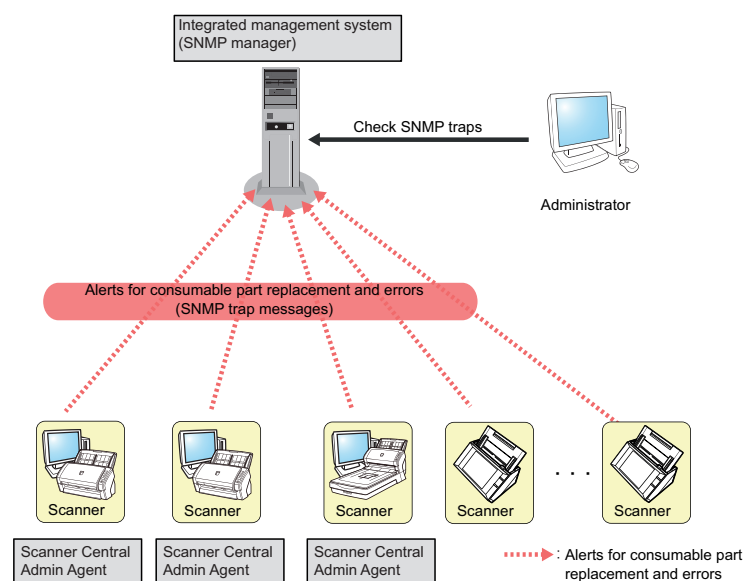 Integrated management system
(SNMP manager)
Check SNMP traps
Administrator
Alerts for consumable part replacement and errors
(SNMP trap messages)
Scanner
Scanner
Scanner
Scanner
. . .
Scanner
Scanner Central
Admin Agent
Scanner Central
Admin Agent
Scanner Central
Admin Agent
: Alerts for consumable part
replacement and errors